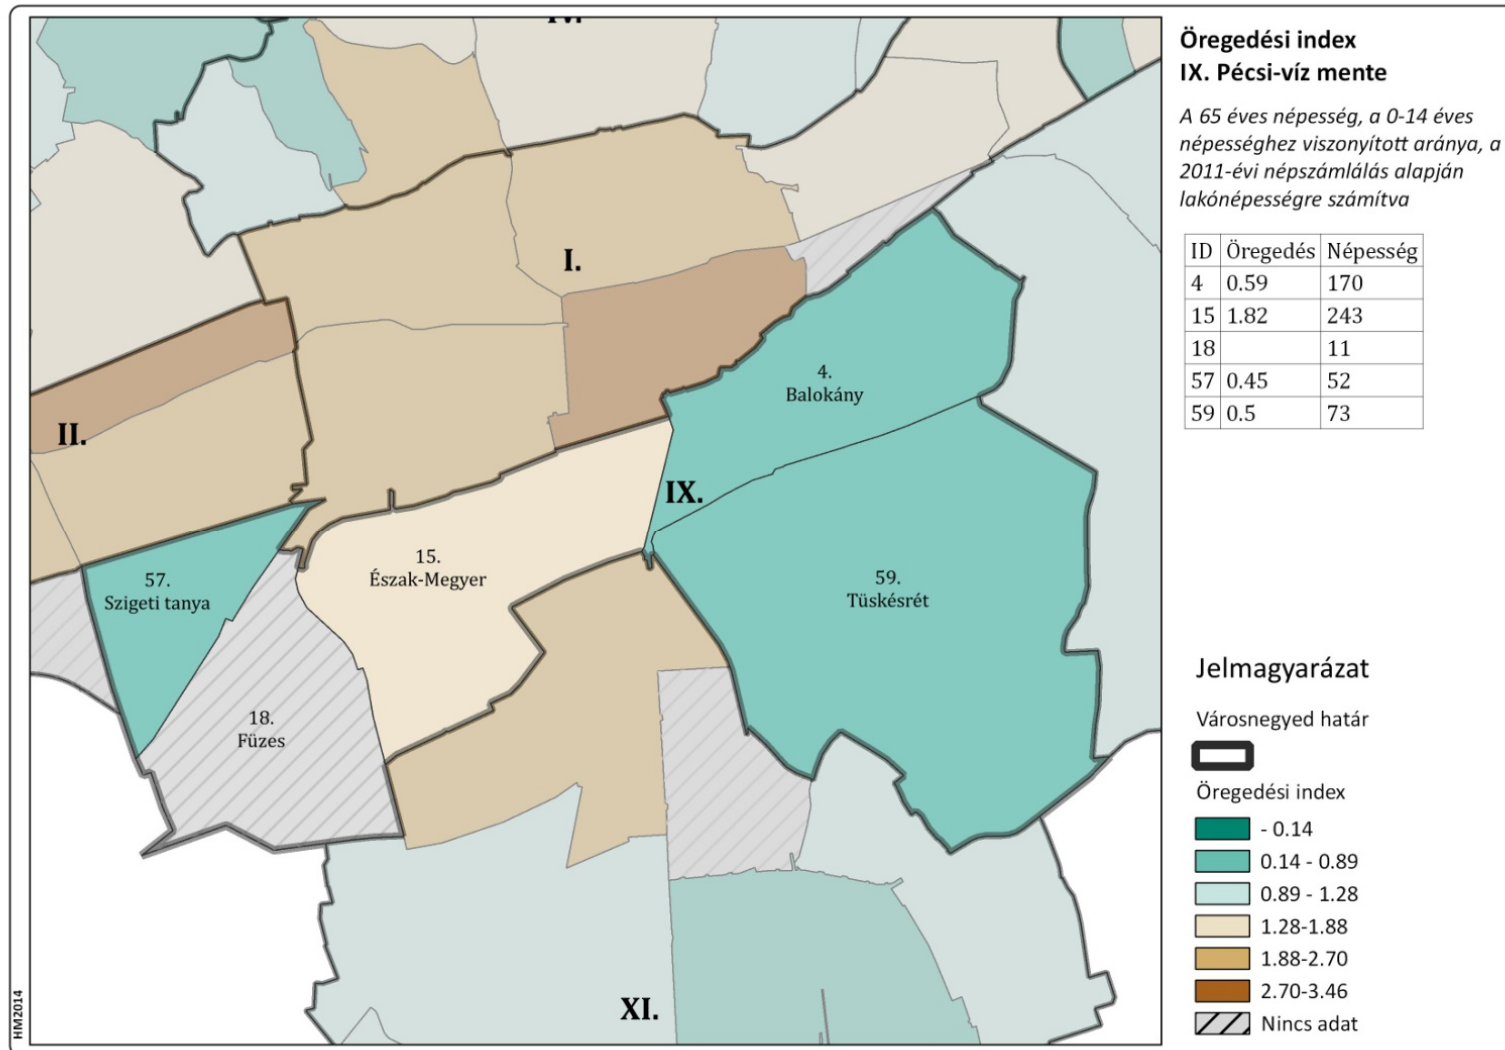 IV.
Öregedési index
IX. Pécsi-víz mente
A 65 éves népesség, a 0-14 éves
népességhez viszonyított aránya, a
2011-évi népszámlálás alapján
lakónépességre számítva
ID Öregedés Népesség
4 0.59 170
15 1.82 243
18 11
57 0.45 52
59 0.5 73
I.
4.
Balokány
II.
IX.
15.
Észak-Megyer
57.
Szigeti tanya
59.
Tüskésrét
18.
Füzes
XI.
Jelmagyarázat
Városnegyed határ
Öregedési index
- 0.14
0.14 - 0.89
0.89 - 1.28
1.28-1.88
1.88-2.70
2.70-3.46
Nincs adat
HM2014